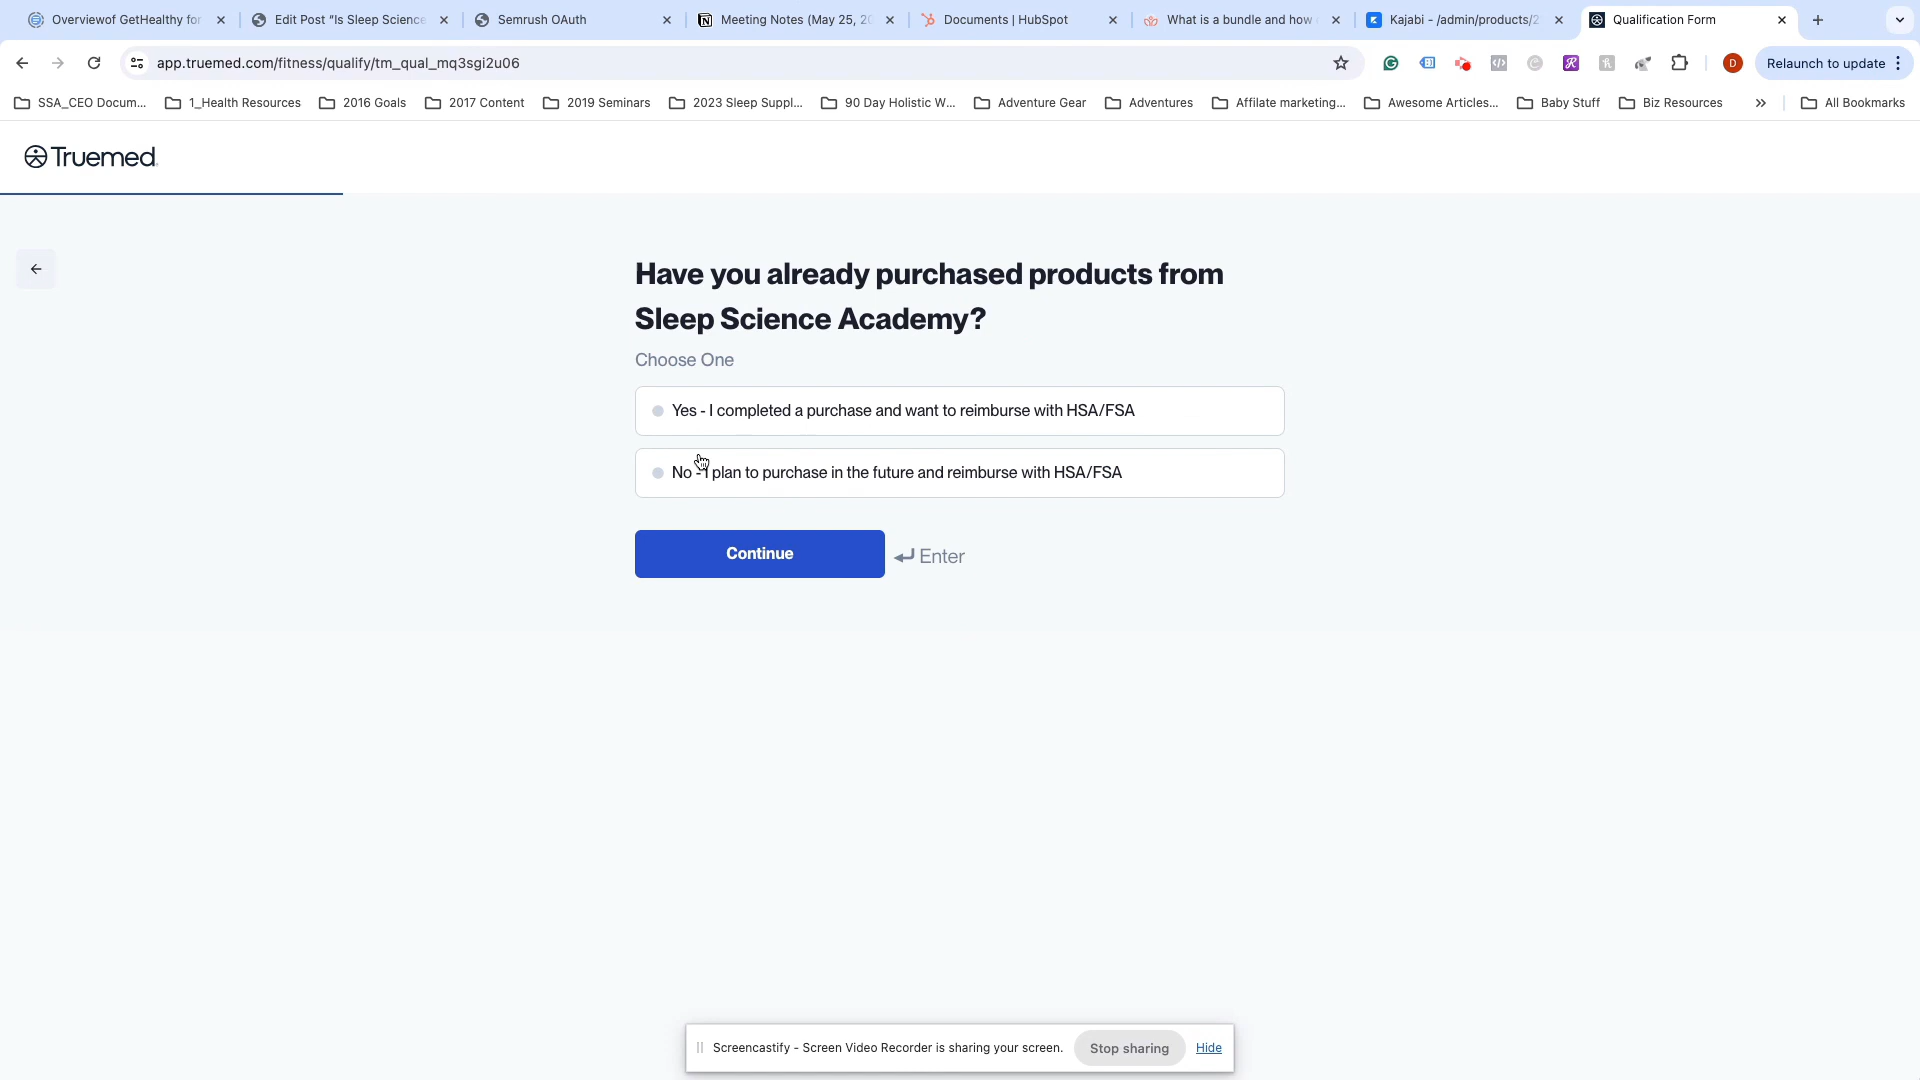 Overviewof GetHealthy for
Edit Post "Is Sleep Science
Semrush OAuth
Meeting Notes (May 25, 20
Documents | HubSpot
What is a bundle and how
Kajabi - /admin/products/2
Qualification Form
app.truemed.com/fitness/qualify/tm_qual_mq3sgi2u06
D
Relaunch to update
SSA_CEO Docum...
1_Health Resources
2016 Goals
2017 Content
2019 Seminars
2023 Sleep Suppl...
90 Day Holistic W...
Adventure Gear
Adventures
Affilate marketing...
Awesome Articles...
Baby Stuff
Biz Resources
»
All Bookmarks
Truemed
Have you already purchased products from
Sleep Science Academy?
Choose One
Yes - I completed a purchase and want to reimburse with HSA/FSA
No - I plan to purchase in the future and reimburse with HSA/FSA
Continue
Enter
Screencastify - Screen Video Recorder is sharing your screen.
Stop sharing
Hide